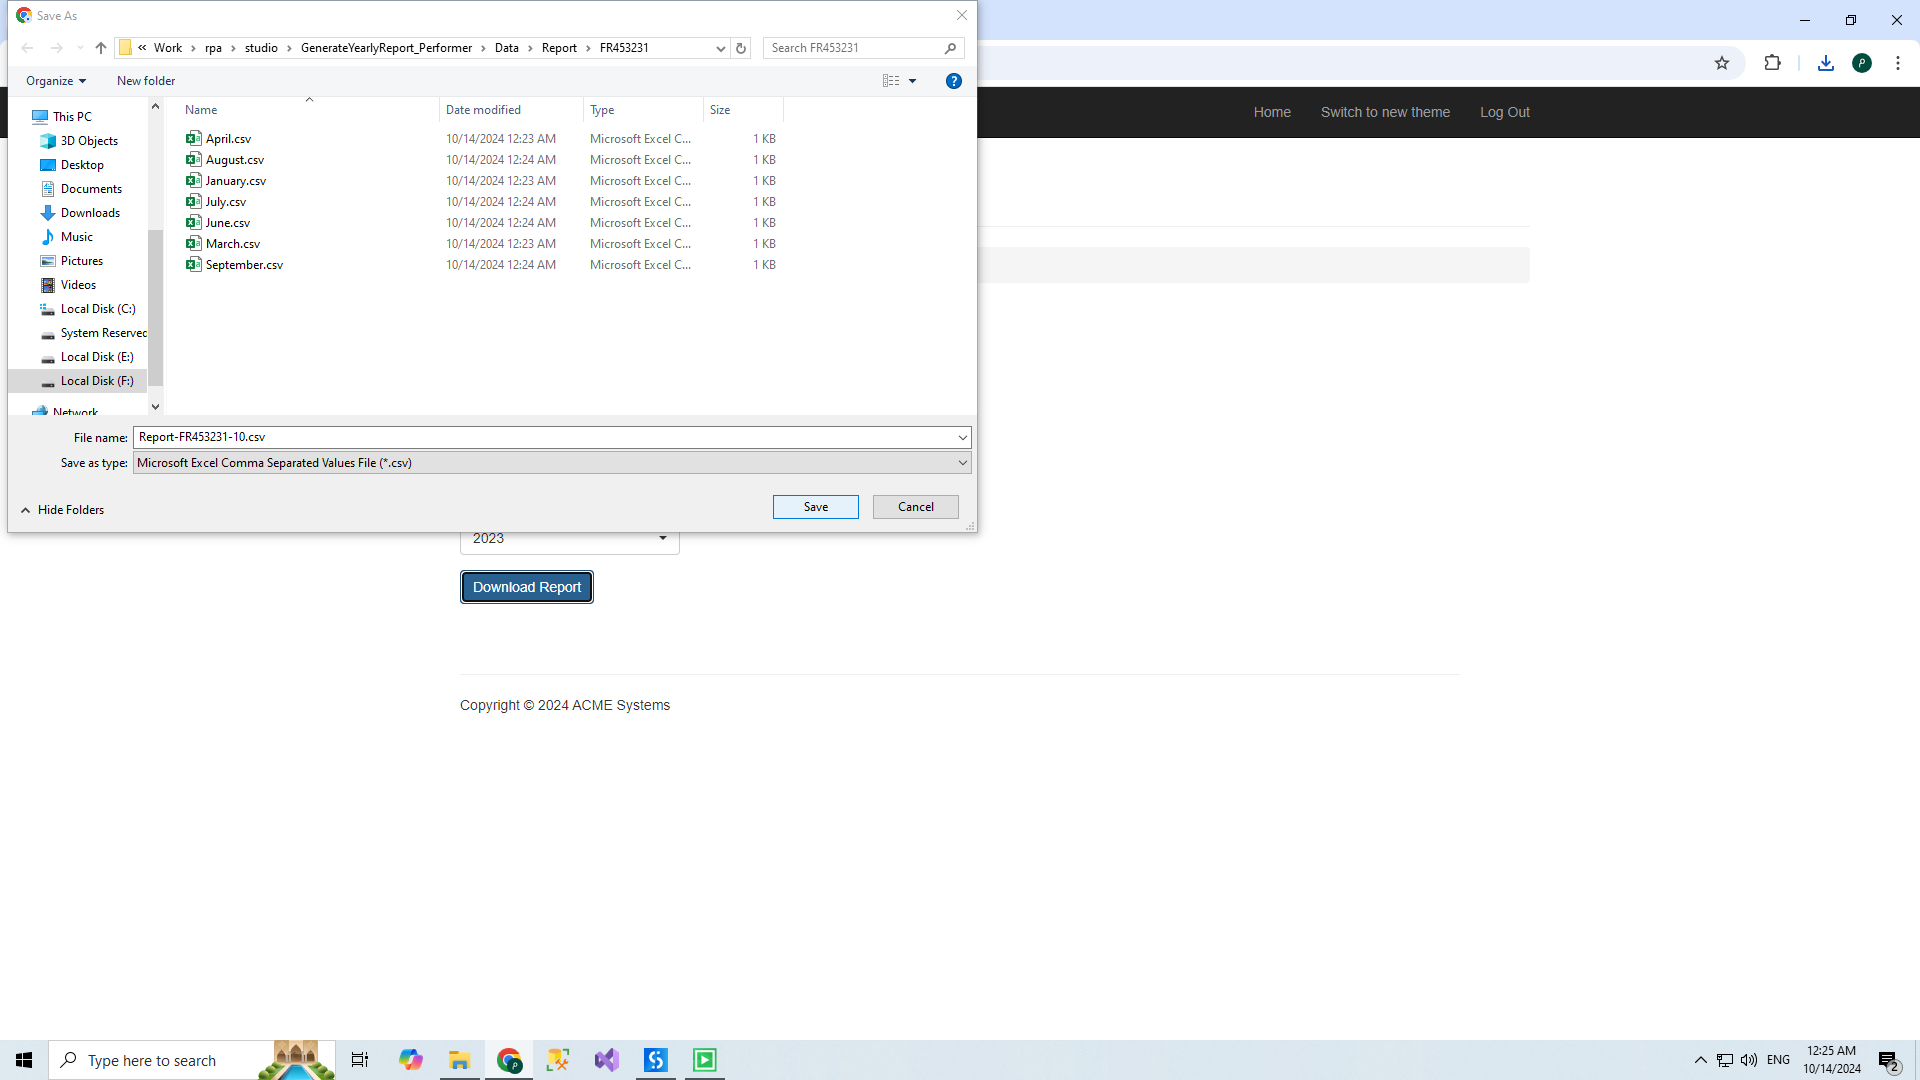 Save As
« Work › rpa › studio › GenerateYearlyReport_Performer › Data › Report › FR453231
Search FR453231
Organize
New folder
?
P
Home
Switch to new theme
Log Out
This PC
3D Objects
Desktop
Documents
Downloads
Music
Pictures
Videos
Local Disk (C:)
System Reserved
Local Disk (E:)
Local Disk (F:)
Network
Name Date modified Type Size
April.csv 10/14/2024 12:23 AM Microsoft Excel C... 1 KB
August.csv 10/14/2024 12:24 AM Microsoft Excel C... 1 KB
January.csv 10/14/2024 12:23 AM Microsoft Excel C... 1 KB
July.csv 10/14/2024 12:24 AM Microsoft Excel C... 1 KB
June.csv 10/14/2024 12:24 AM Microsoft Excel C... 1 KB
March.csv 10/14/2024 12:23 AM Microsoft Excel C... 1 KB
September.csv 10/14/2024 12:24 AM Microsoft Excel C... 1 KB
File name: Report-FR453231-10.csv
Save as type: Microsoft Excel Comma Separated Values File (*.csv)
Hide Folders
Save
Cancel
2023
Download Report
Copyright © 2024 ACME Systems
Type here to search
ENG
12:25 AM
10/14/2024
2